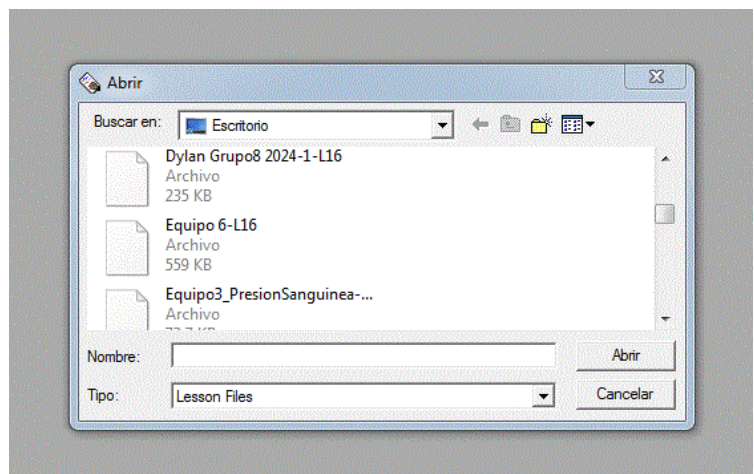 Abrir
Buscar en: Escritorio
Dylan Grupo8 2024-1-L16
Archivo
235 KB
Equipo 6-L16
Archivo
559 KB
Equipo3_PresionSanguinea-...
Archivo
Nombre: Abrir
Tipo: Lesson Files Cancelar